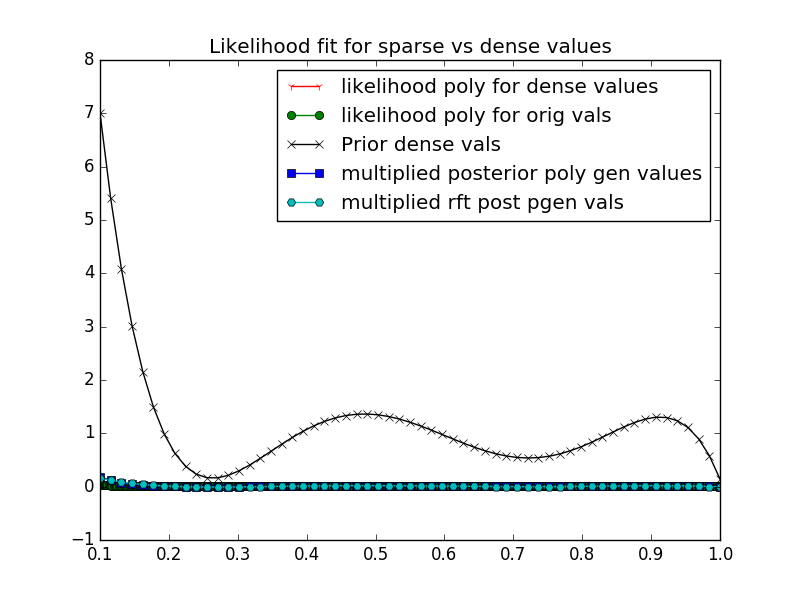 Likelihood fit for sparse vs dense values
8
7
6
5
4
3
2
1
0
−1
likelihood poly for dense values
likelihood poly for orig vals
Prior dense vals
multiplied posterior poly gen values
multiplied rft post pgen vals
0.1 0.2 0.3 0.4 0.5 0.6 0.7 0.8 0.9 1.0